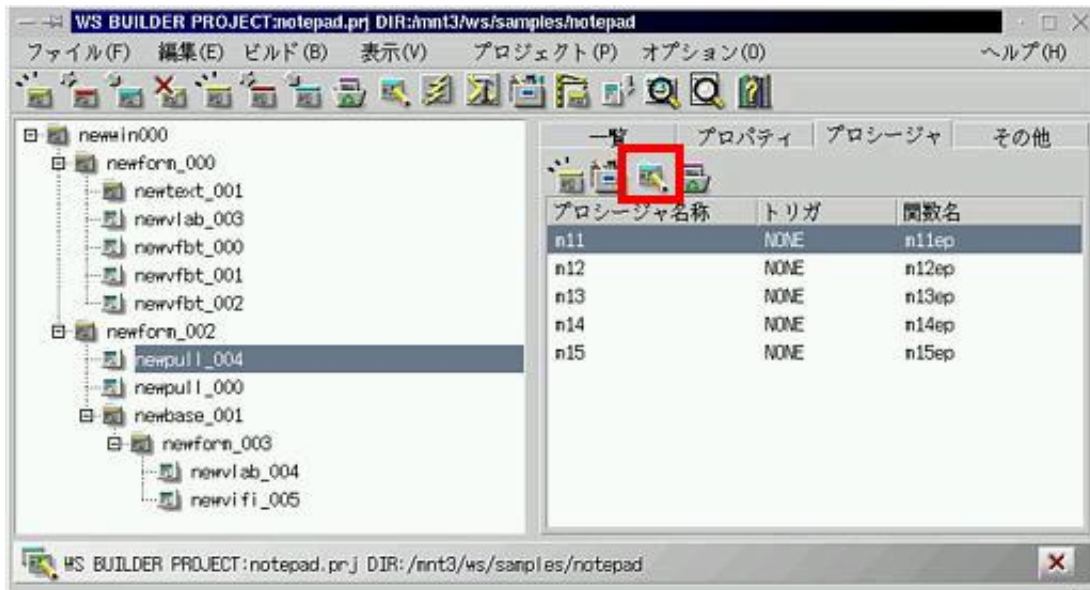 WS BUILDER PROJECT:notepad.prj DIR:/mnt3/ws/samples/notepad
ファイル(F) 編集(E) ビルド(B) 表示(V) プロジェクト(P) オプション(O) ヘルプ(H)
newwin000
newform_000
newtext_001
newvlab_003
newvfbt_000
newvfbt_001
newvfbt_002
newform_002
newpull_004
newpull_000
newbase_001
newform_003
newvlab_004
newvifi_005
一覧 プロパティ プロシージャ その他
プロシージャ名称 トリガ 関数名
m11 NONE m11ep
m12 NONE m12ep
m13 NONE m13ep
m14 NONE m14ep
m15 NONE m15ep
WS BUILDER PROJECT:notepad.prj DIR:/mnt3/ws/samples/notepad